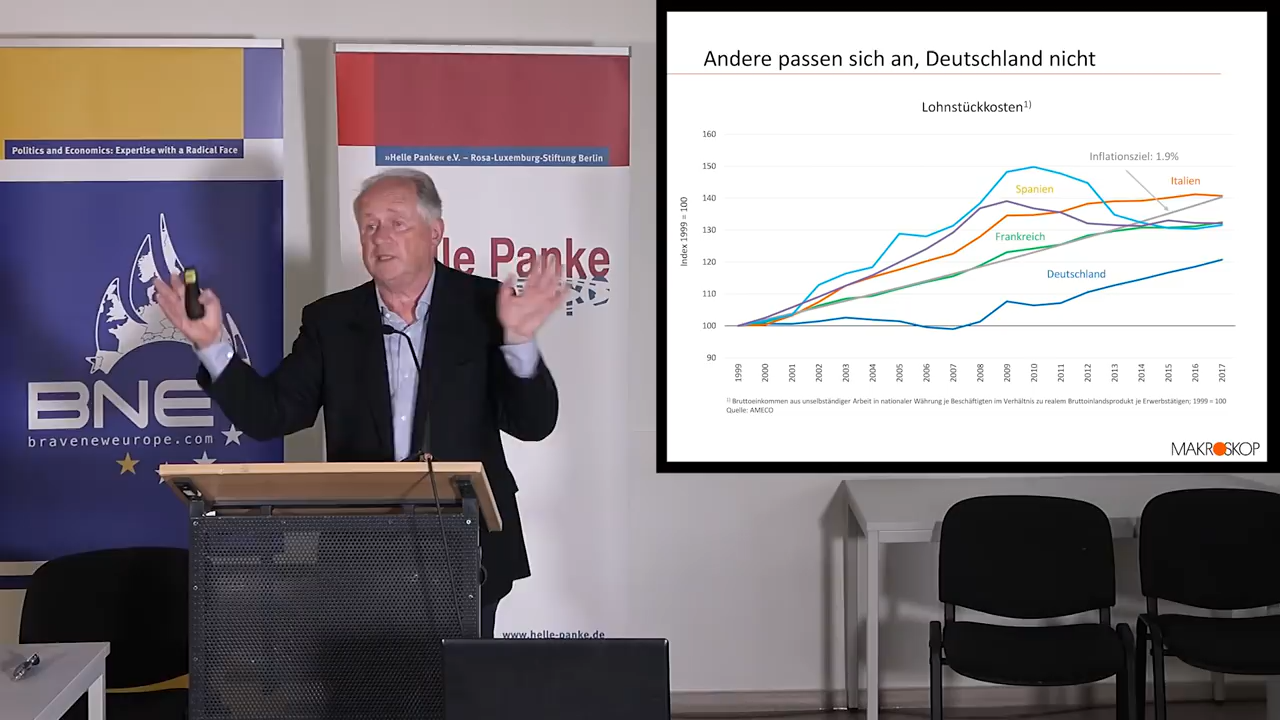 Politics and Economics: Expertise with a Radical Face
BNE
braveneweurope.com
»Helle Panke« e.V. – Rosa-Luxemburg-Stiftung Berlin
lle Panke
www.helle-panke.de
Andere passen sich an, Deutschland nicht
Lohnstückkosten1)
Index 1999 = 100
160
150
140
130
120
110
100
90
Inflationsziel: 1.9%
Italien
Spanien
Frankreich
Deutschland
1999 2000 2001 2002 2003 2004 2005 2006 2007 2008 2009 2010 2011 2012 2013 2014 2015 2016 2017
1) Bruttoeinkommen aus unselbständiger Arbeit in nationaler Währung je Beschäftigten im Verhältnis zu realem Bruttoinlandsprodukt je Erwerbstätigen; 1999 = 100
Quelle: AMECO
MAKROSKOP